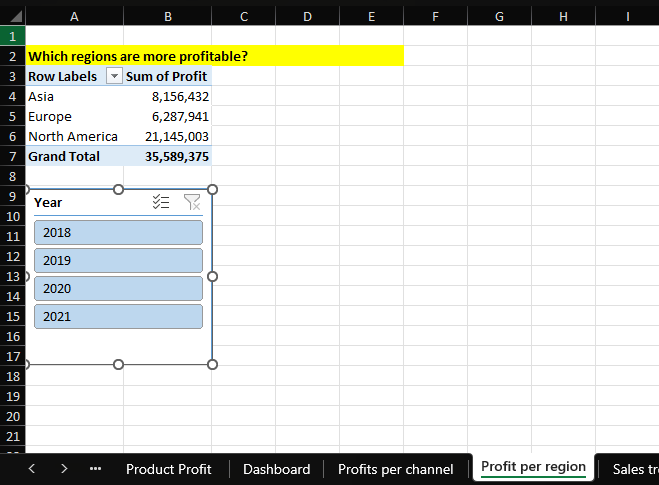 A B C D E F G H I
1
2 Which regions are more profitable?
3 Row Labels Sum of Profit
4 Asia 8,156,432
5 Europe 6,287,941
6 North America 21,145,003
7 Grand Total 35,589,375
8
9 Year
10
11 2018
12 2019
13
14 2020
15 2021
16
17
18
19
20
21
Product Profit Dashboard Profits per channel Profit per region Sales tr